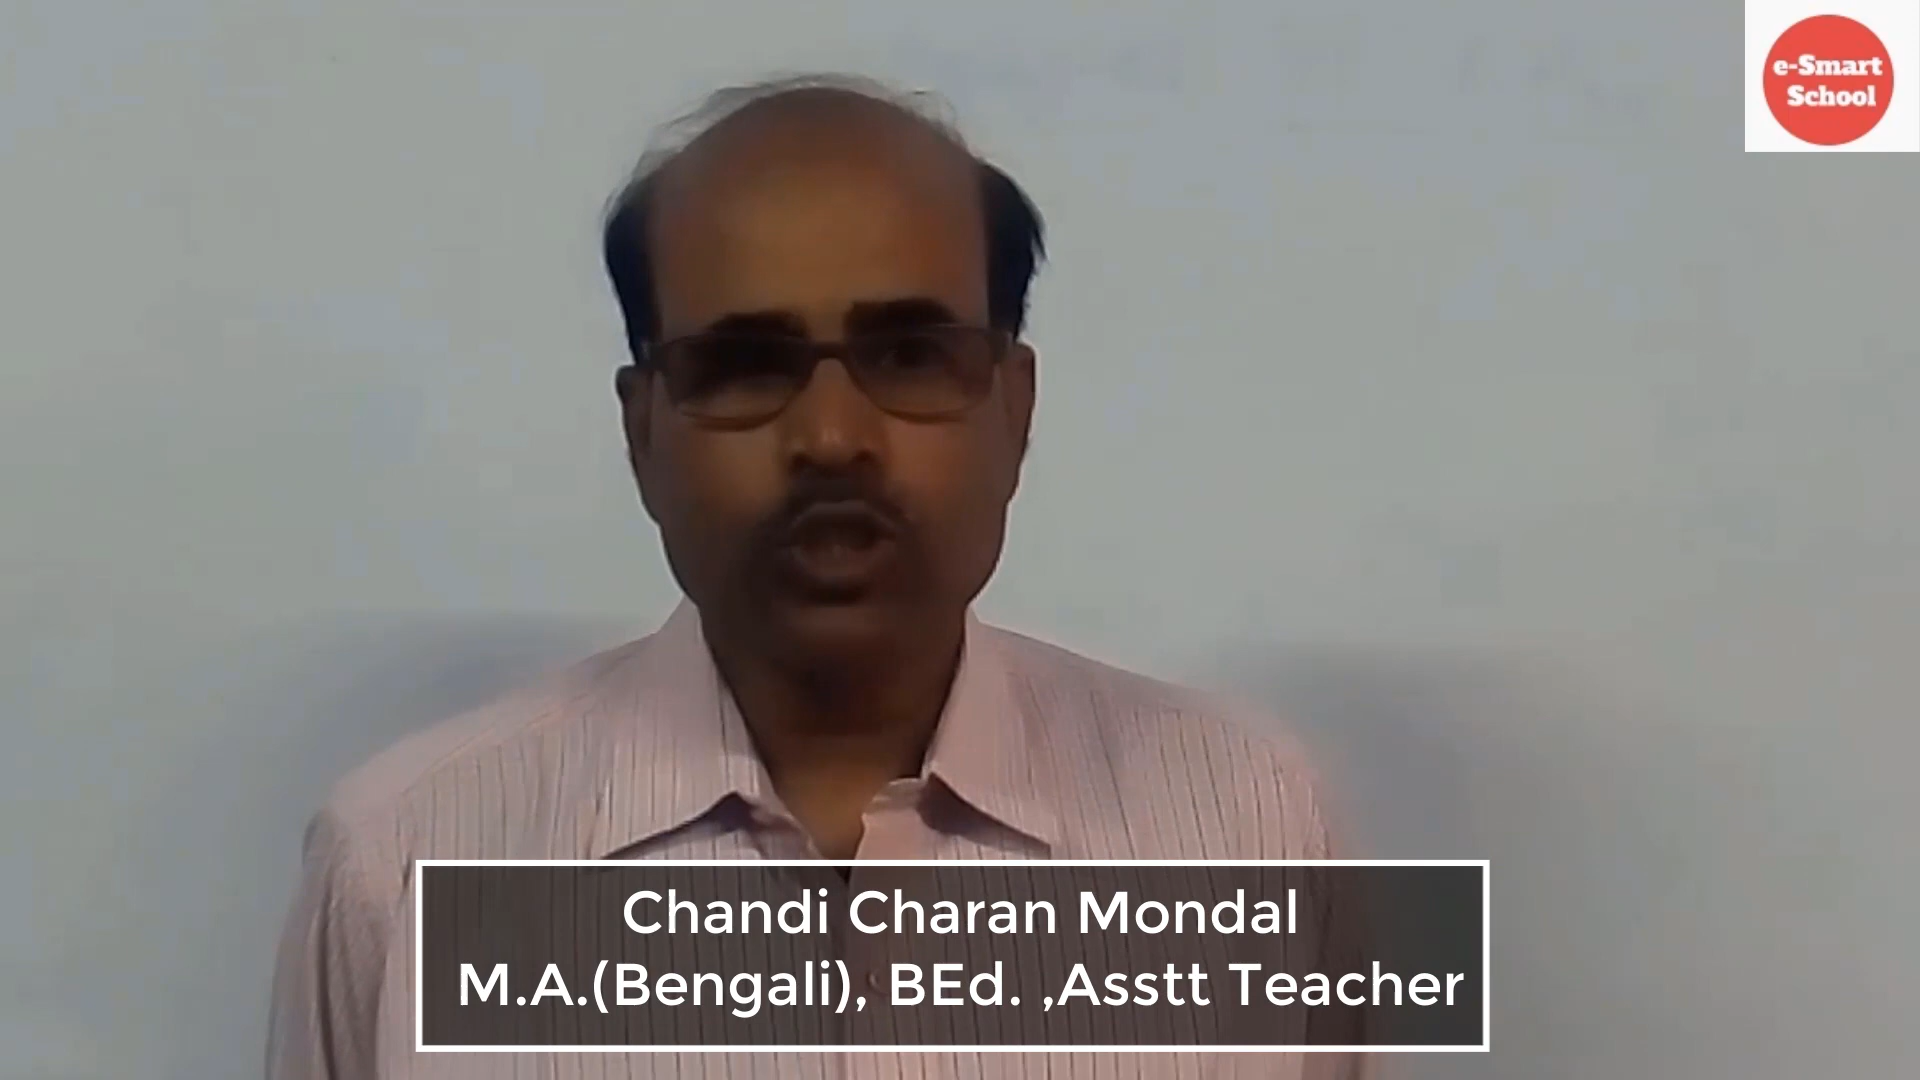 e-Smart
School
Chandi Charan Mondal
M.A.(Bengali), BEd. ,Asstt Teacher